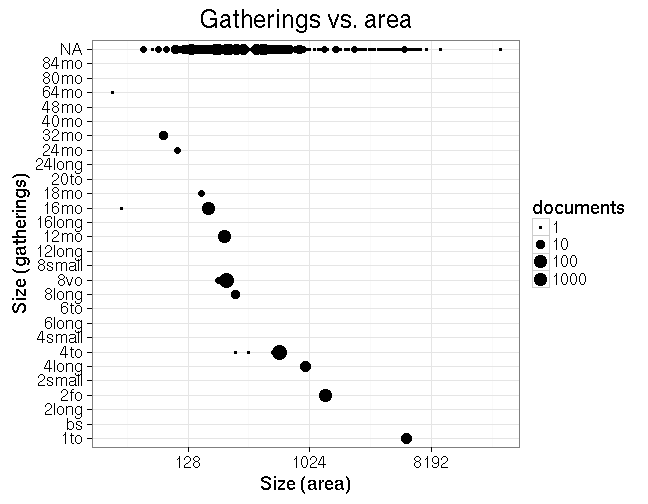 Gatherings vs. area
NA
84mo
80mo
64mo
48mo
40mo
32mo
24mo
24long
20to
18mo
16mo
16long
12mo
12long
8small
8vo
8long
6to
6long
4small
4to
4long
2small
2fo
2long
bs
1to
Size (gatherings)
128 1024 8192
Size (area)
documents
1
10
100
1000